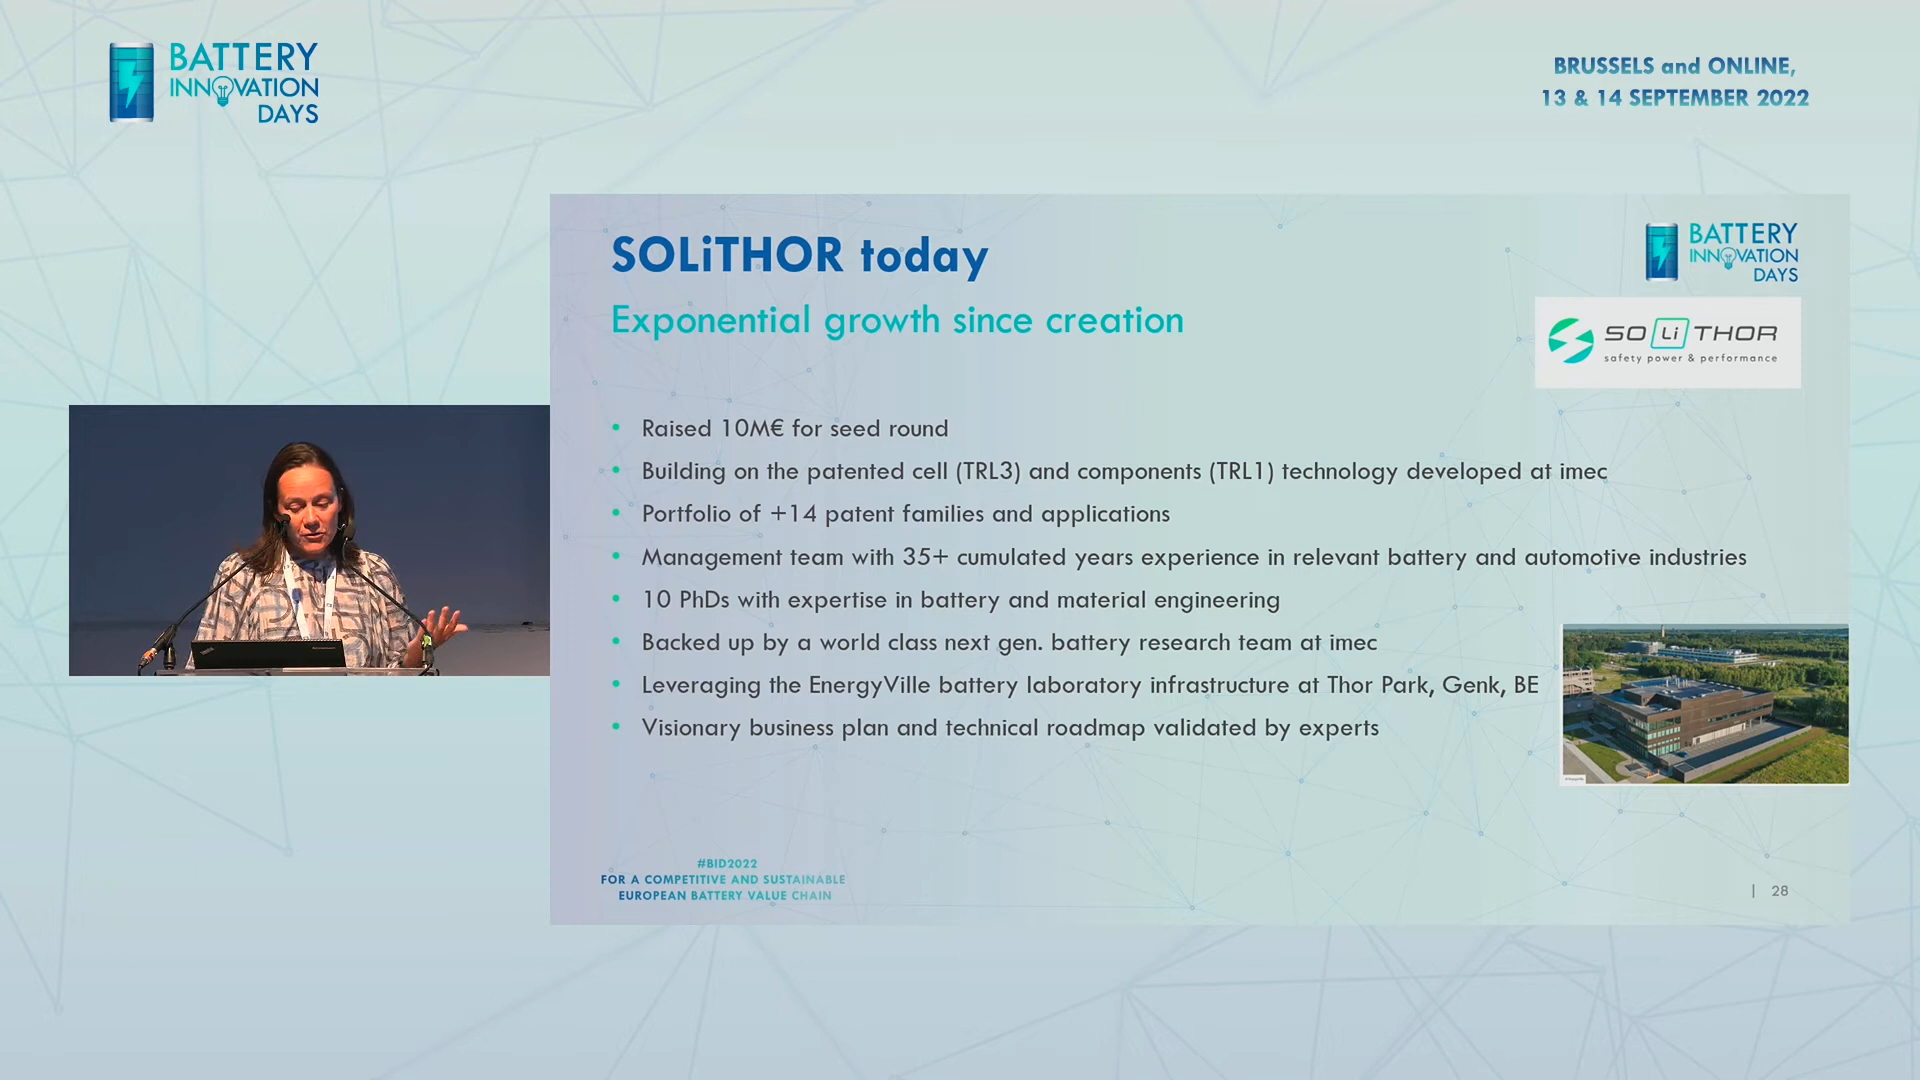 BATTERY
INNOVATION
DAYS
BRUSSELS and ONLINE,
13 & 14 SEPTEMBER 2022
SOLiTHOR today
Exponential growth since creation
BATTERY
INNOVATION
DAYS
SO Li THOR
safety power & performance
• Raised 10M€ for seed round
• Building on the patented cell (TRL3) and components (TRL1) technology developed at imec
• Portfolio of +14 patent families and applications
• Management team with 35+ cumulated years experience in relevant battery and automotive industries
• 10 PhDs with expertise in battery and material engineering
• Backed up by a world class next gen. battery research team at imec
• Leveraging the EnergyVille battery laboratory infrastructure at Thor Park, Genk, BE
• Visionary business plan and technical roadmap validated by experts
#BID2022
FOR A COMPETITIVE AND SUSTAINABLE
EUROPEAN BATTERY VALUE CHAIN
| 28